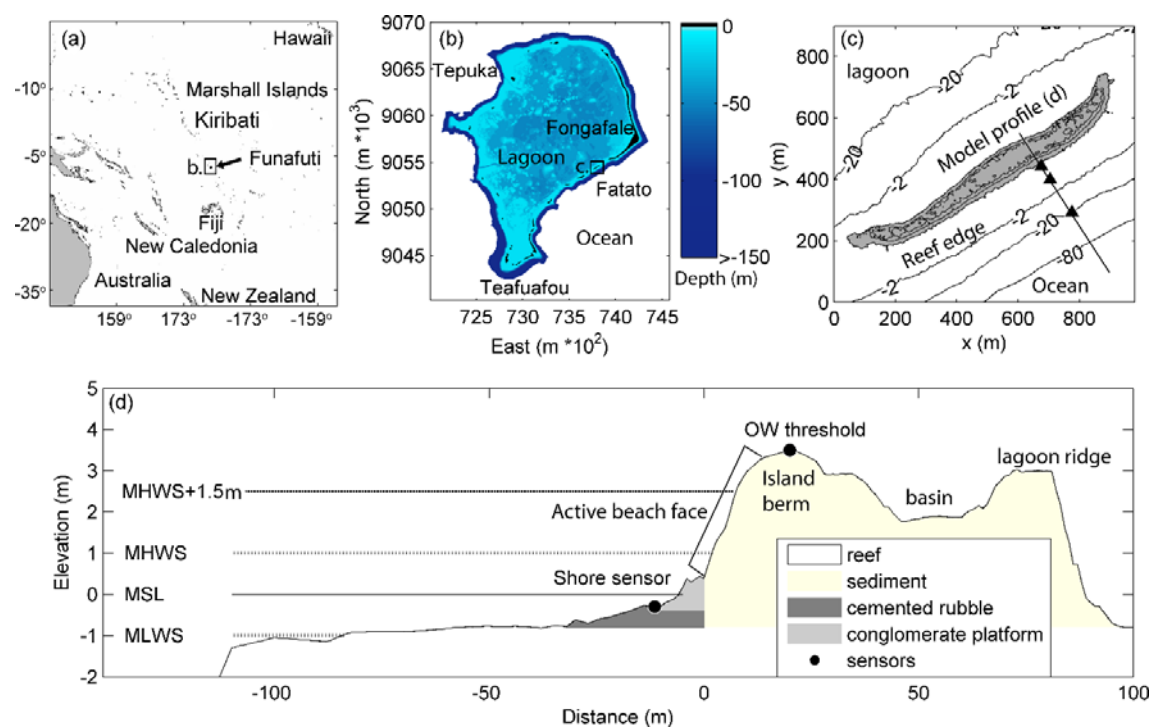 (a)
Hawaii
-10°
Marshall Islands
Kiribati
-5°
b.
Funafuti
Fiji
-20°
New Caledonia
Australia
-35°
New Zealand
159°
173°
-173°
-159°
(b)
9070
9065
9060
9055
9050
9045
North (m *10³)
Tepuka
Fongafale
Lagoon
c.
Fatato
Ocean
Teafuafou
725
730
735
740
745
East (m *10²)
0
-50
-100
>-150
Depth (m)
(c)
lagoon
800
600
400
200
0
y (m)
-20
-2
-20
-2
-20
-2
Model profile (d)
Reef edge
-2
-20
-80
-2
Ocean
0
200
400
600
800
x (m)
(d)
5
4
3
2
1
0
-1
-2
Elevation (m)
OW threshold
lagoon ridge
MHWS+1.5m
Island
berm
basin
Active beach face
MHWS
Shore sensor
MSL
MLWS
reef
sediment
cemented rubble
conglomerate platform
sensors
-100
-50
0
50
100
Distance (m)